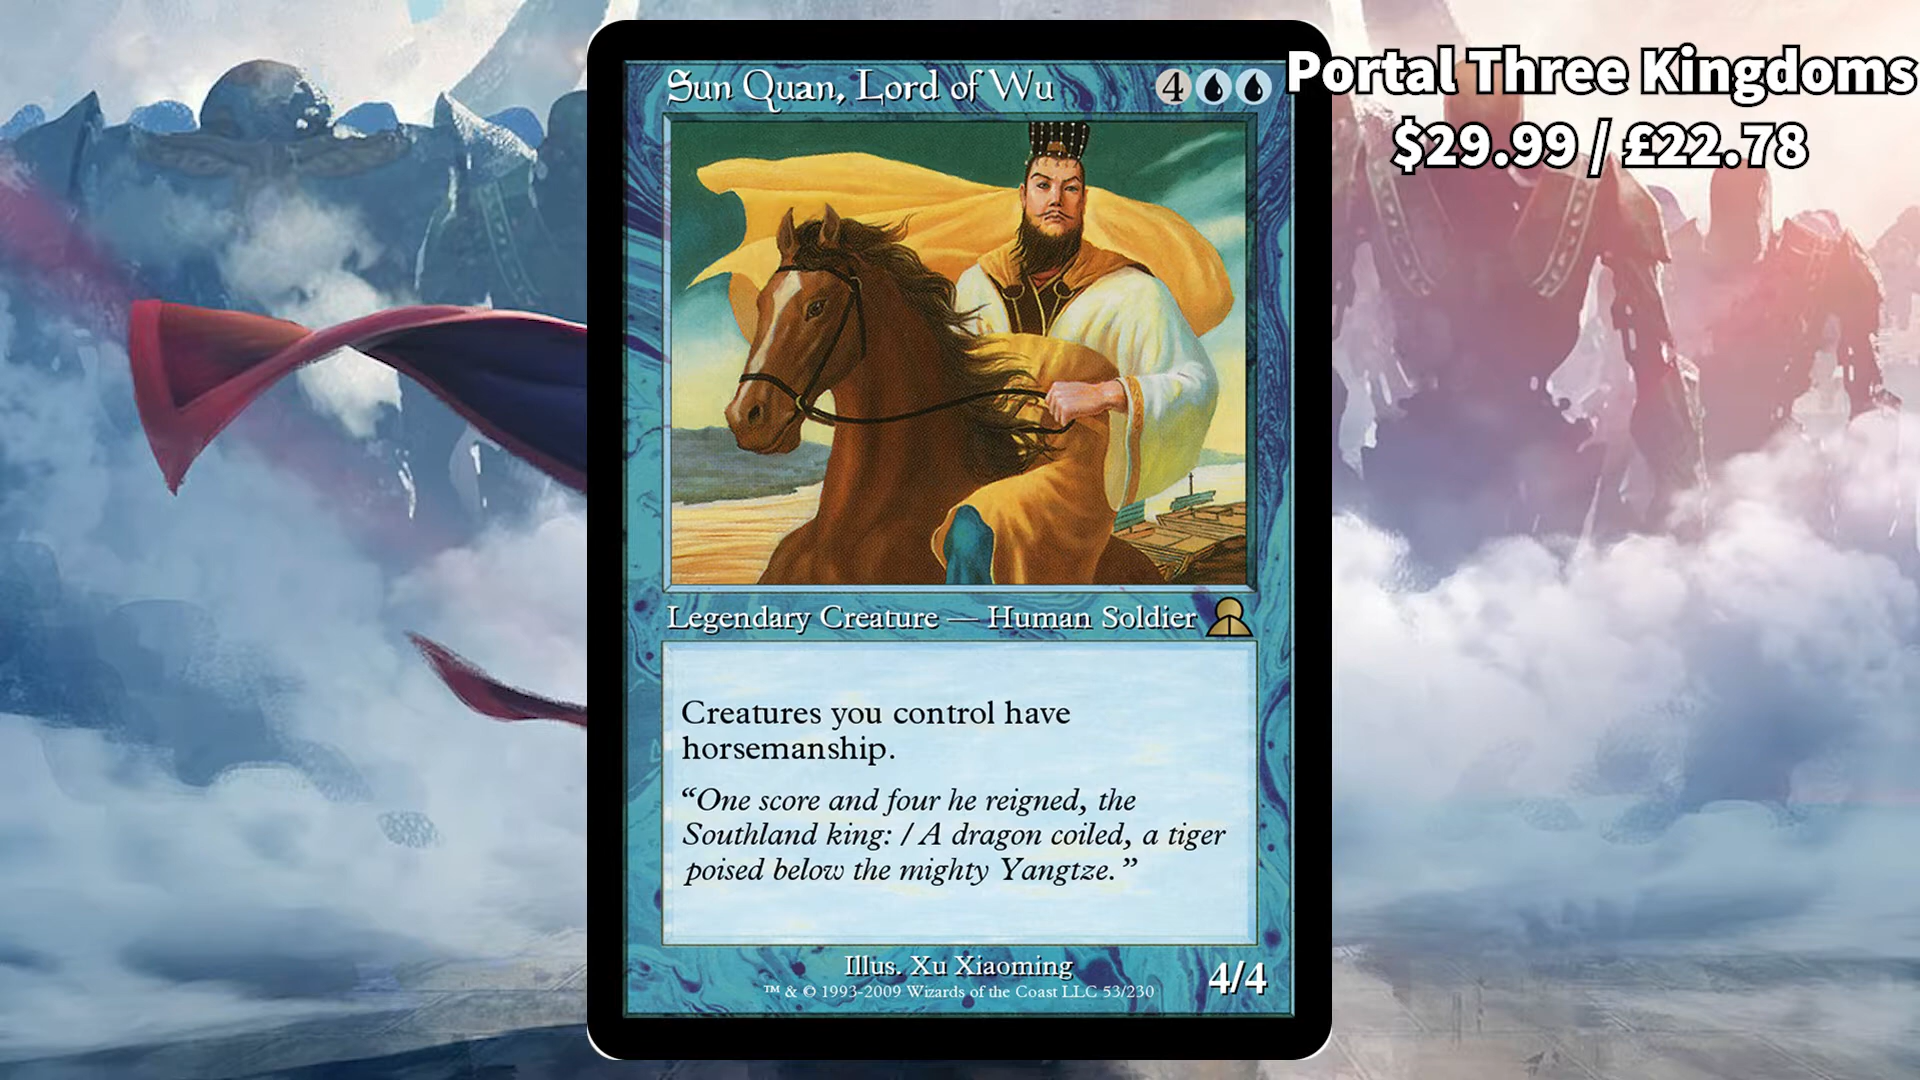 Sun Quan, Lord of Wu 4
Portal Three Kingdoms
$29.99 / £22.78
Legendary Creature — Human Soldier
Creatures you control have
horsemanship.
“One score and four he reigned, the
Southland king: / A dragon coiled, a tiger
poised below the mighty Yangtze.”
Illus. Xu Xiaoming
™ & © 1993-2009 Wizards of the Coast LLC 53/230
4/4